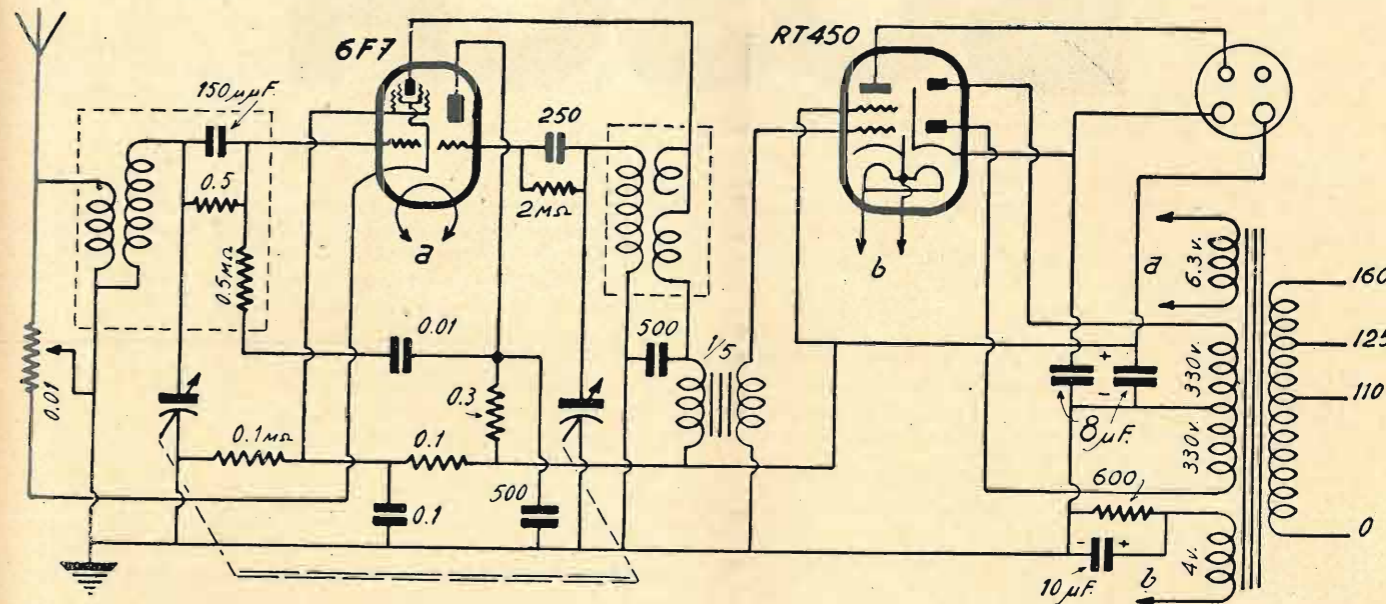 6F7
RT450
150 µµF.
250
0.5
2 MΩ
a
b
0.5 MΩ
a
6.3 v.
160
0.01
500
1/5
125
0.01
0.3
+
-
330 v.
110
8 µF.
330 v.
0.1 MΩ
0.1
600
0.1
500
- +
4 v.
0
10 µF.
b